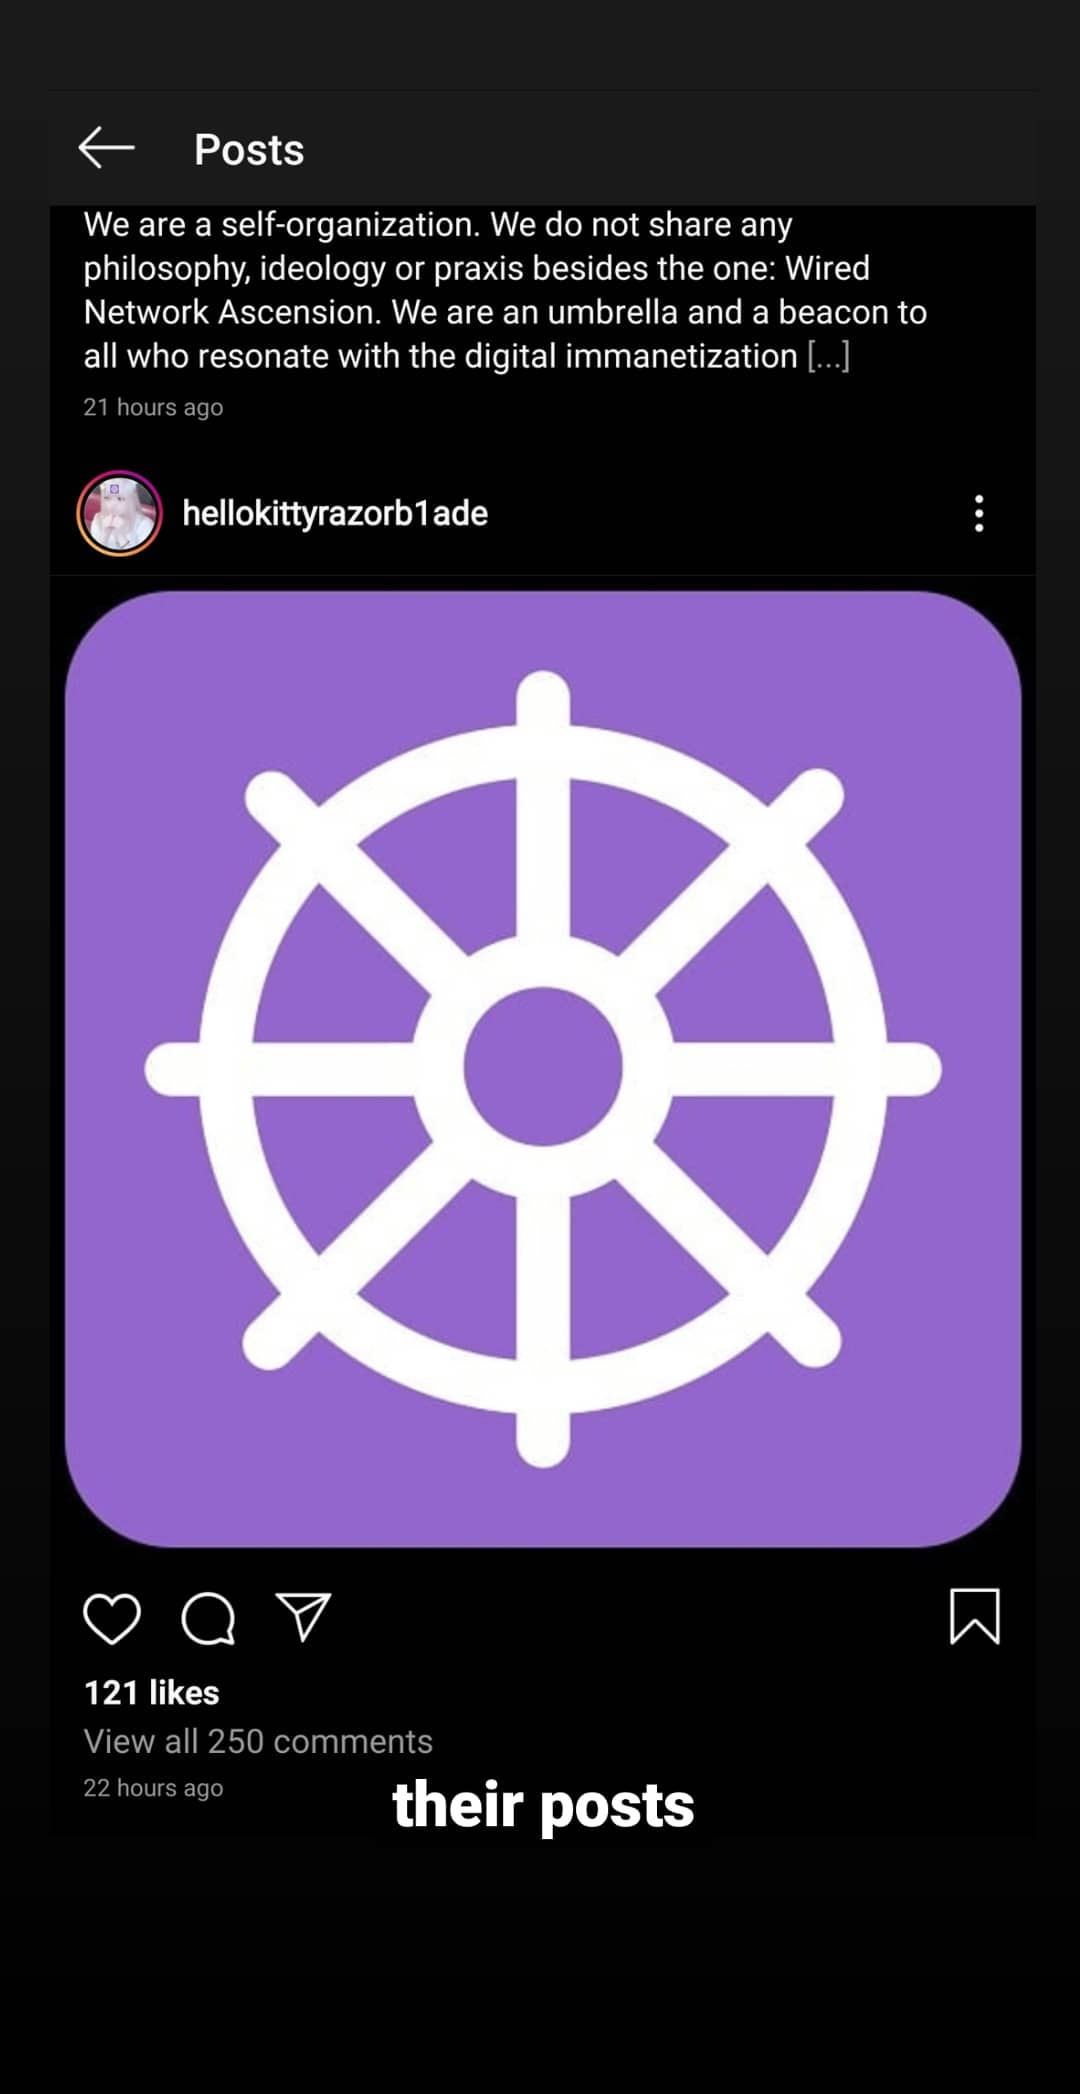 Posts
We are a self-organization. We do not share any
philosophy, ideology or praxis besides the one: Wired
Network Ascension. We are an umbrella and a beacon to
all who resonate with the digital immanetization [...]
21 hours ago
hellokittyrazorb1ade
121 likes
View all 250 comments
22 hours ago
their posts